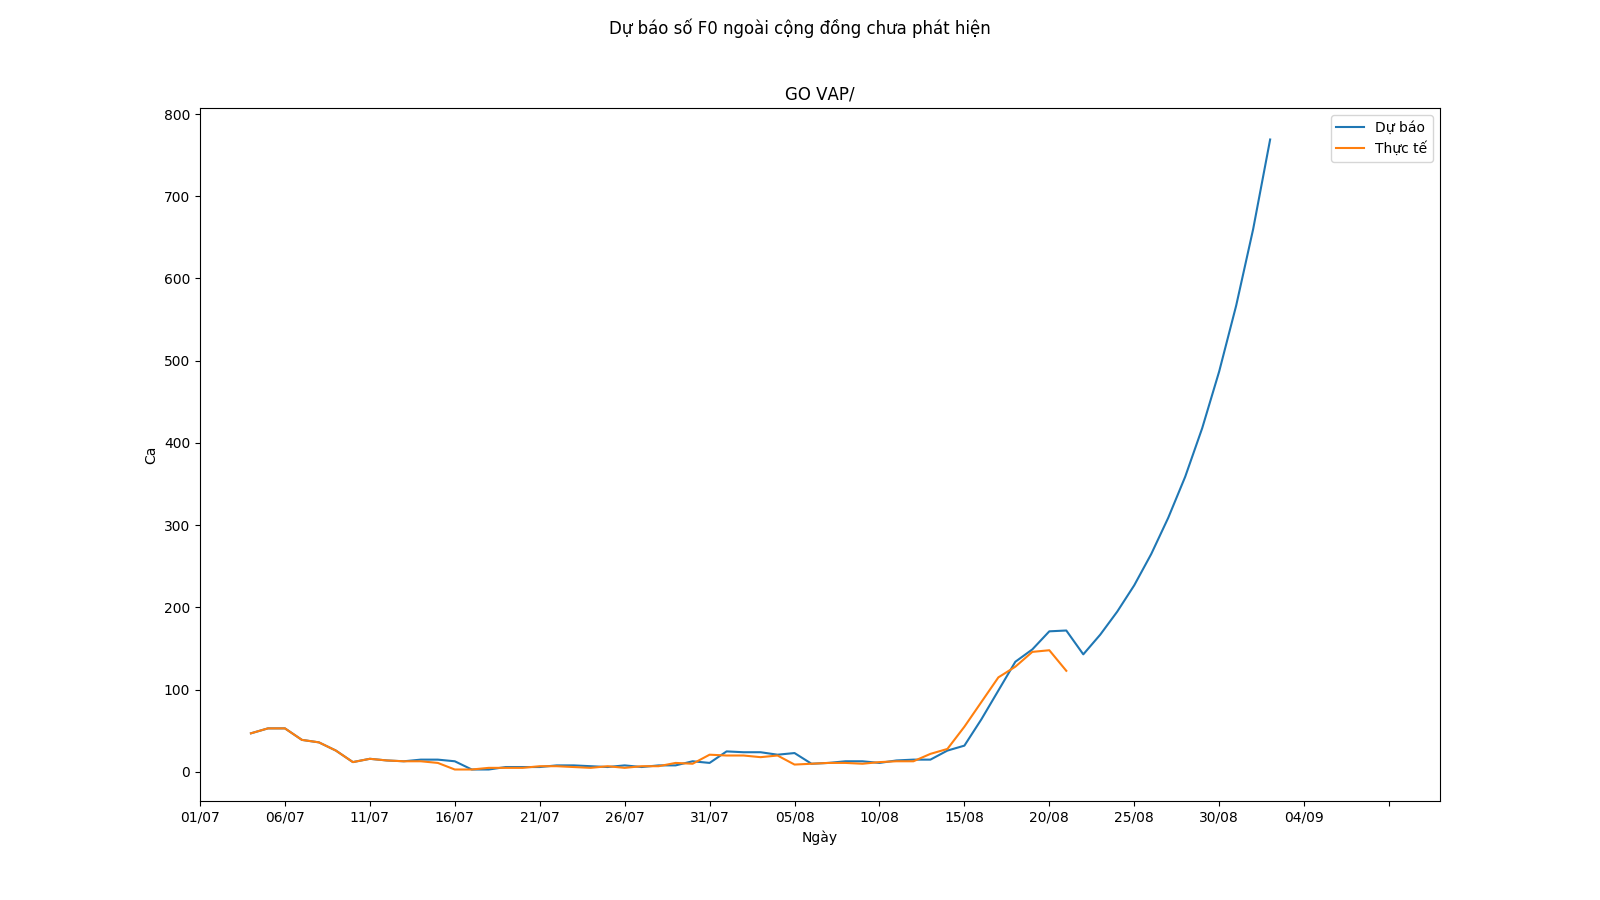 Dự báo số F0 ngoài cộng đồng chưa phát hiện
GO VAP/
Dự báo
Thực tế
800
700
600
500
400
300
200
100
0
Ca
01/07 06/07 11/07 16/07 21/07 26/07 31/07 05/08 10/08 15/08 20/08 25/08 30/08 04/09
Ngày